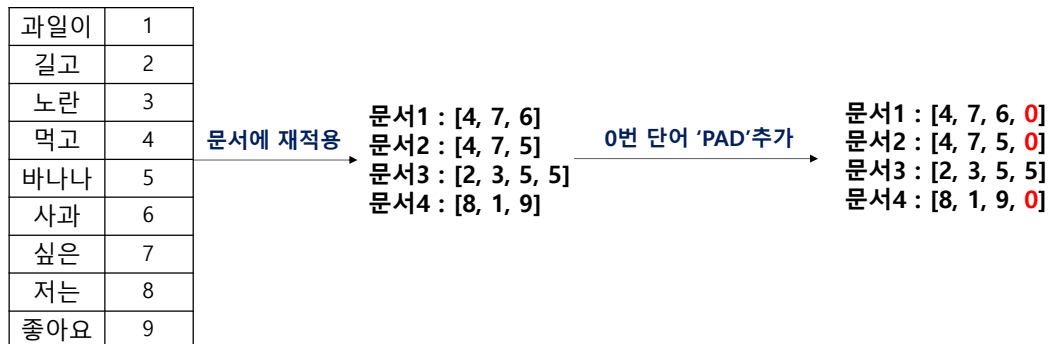 과일이 1
길고 2
노란 3
먹고 4
바나나 5
사과 6
싶은 7
저는 8
좋아요 9
문서에 재적용
문서1 : [4, 7, 6]
문서2 : [4, 7, 5]
문서3 : [2, 3, 5, 5]
문서4 : [8, 1, 9]
0번 단어 ‘PAD’추가
문서1 : [4, 7, 6, 0]
문서2 : [4, 7, 5, 0]
문서3 : [2, 3, 5, 5]
문서4 : [8, 1, 9, 0]